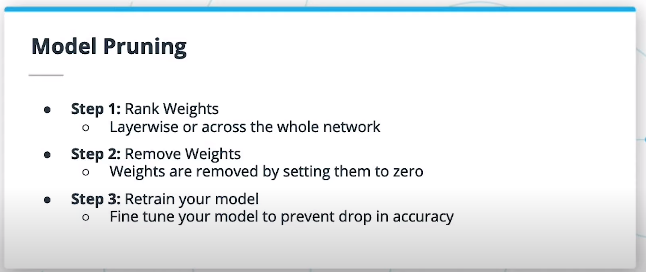 Model Pruning
● Step 1: Rank Weights
○ Layerwise or across the whole network
● Step 2: Remove Weights
○ Weights are removed by setting them to zero
● Step 3: Retrain your model
○ Fine tune your model to prevent drop in accuracy